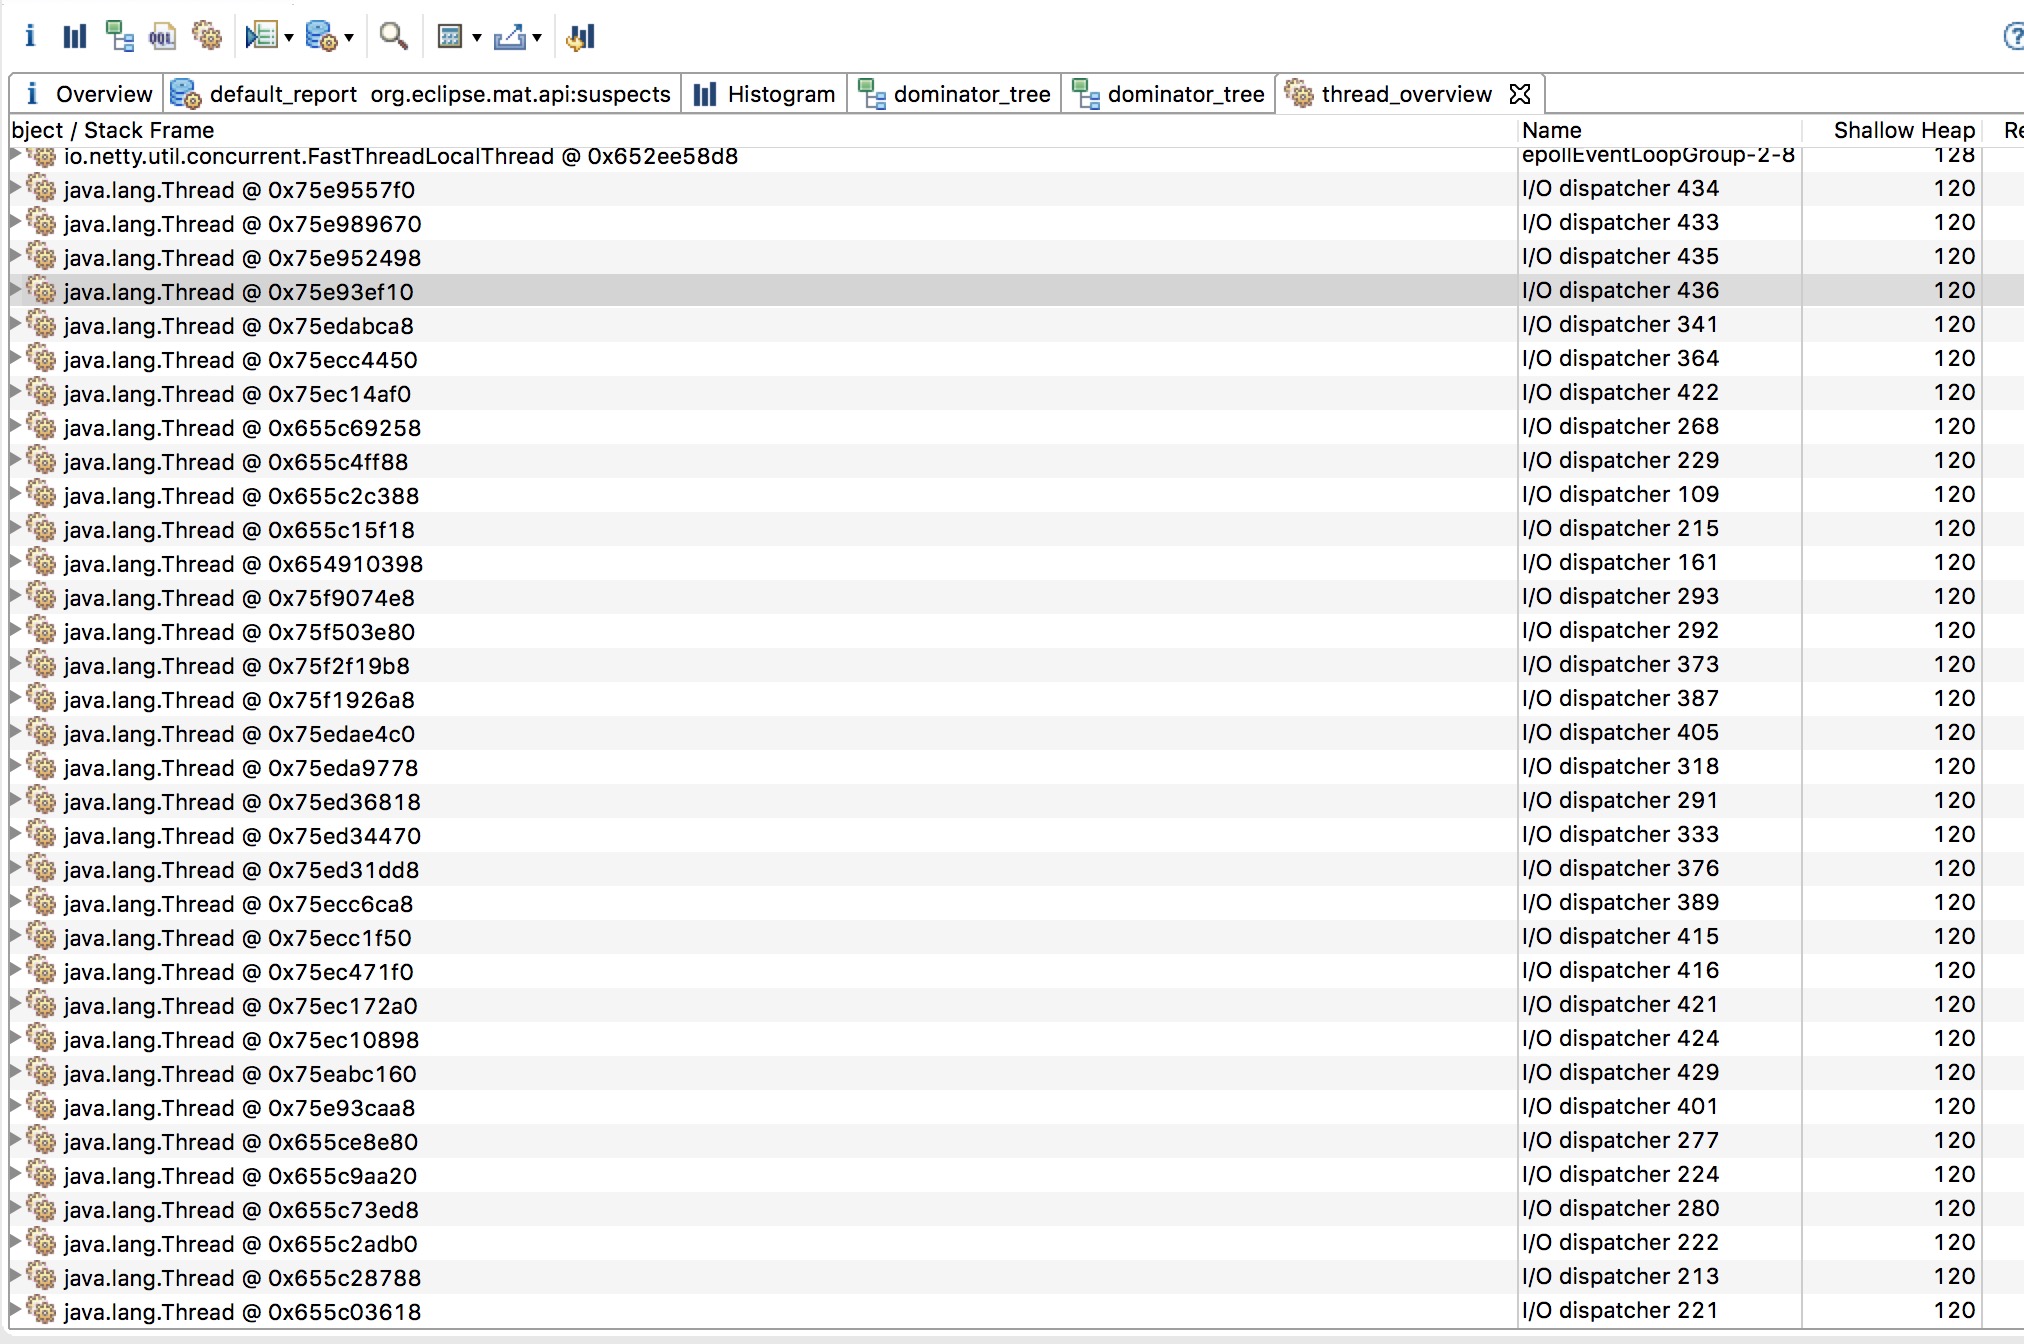 i OQL
i Overview default_report org.eclipse.mat.api:suspects Histogram dominator_tree dominator_tree thread_overview
bject / Stack Frame Name Shallow Heap Re
io.netty.util.concurrent.FastThreadLocalThread @ 0x652ee58d8 epollEventLoopGroup-2-8 128
java.lang.Thread @ 0x75e9557f0 I/O dispatcher 434 120
java.lang.Thread @ 0x75e989670 I/O dispatcher 433 120
java.lang.Thread @ 0x75e952498 I/O dispatcher 435 120
java.lang.Thread @ 0x75e93ef10 I/O dispatcher 436 120
java.lang.Thread @ 0x75edabca8 I/O dispatcher 341 120
java.lang.Thread @ 0x75ecc4450 I/O dispatcher 364 120
java.lang.Thread @ 0x75ec14af0 I/O dispatcher 422 120
java.lang.Thread @ 0x655c69258 I/O dispatcher 268 120
java.lang.Thread @ 0x655c4ff88 I/O dispatcher 229 120
java.lang.Thread @ 0x655c2c388 I/O dispatcher 109 120
java.lang.Thread @ 0x655c15f18 I/O dispatcher 215 120
java.lang.Thread @ 0x654910398 I/O dispatcher 161 120
java.lang.Thread @ 0x75f9074e8 I/O dispatcher 293 120
java.lang.Thread @ 0x75f503e80 I/O dispatcher 292 120
java.lang.Thread @ 0x75f2f19b8 I/O dispatcher 373 120
java.lang.Thread @ 0x75f1926a8 I/O dispatcher 387 120
java.lang.Thread @ 0x75edae4c0 I/O dispatcher 405 120
java.lang.Thread @ 0x75eda9778 I/O dispatcher 318 120
java.lang.Thread @ 0x75ed36818 I/O dispatcher 291 120
java.lang.Thread @ 0x75ed34470 I/O dispatcher 333 120
java.lang.Thread @ 0x75ed31dd8 I/O dispatcher 376 120
java.lang.Thread @ 0x75ecc6ca8 I/O dispatcher 389 120
java.lang.Thread @ 0x75ecc1f50 I/O dispatcher 415 120
java.lang.Thread @ 0x75ec471f0 I/O dispatcher 416 120
java.lang.Thread @ 0x75ec172a0 I/O dispatcher 421 120
java.lang.Thread @ 0x75ec10898 I/O dispatcher 424 120
java.lang.Thread @ 0x75eabc160 I/O dispatcher 429 120
java.lang.Thread @ 0x75e93caa8 I/O dispatcher 401 120
java.lang.Thread @ 0x655ce8e80 I/O dispatcher 277 120
java.lang.Thread @ 0x655c9aa20 I/O dispatcher 224 120
java.lang.Thread @ 0x655c73ed8 I/O dispatcher 280 120
java.lang.Thread @ 0x655c2adb0 I/O dispatcher 222 120
java.lang.Thread @ 0x655c28788 I/O dispatcher 213 120
java.lang.Thread @ 0x655c03618 I/O dispatcher 221 120